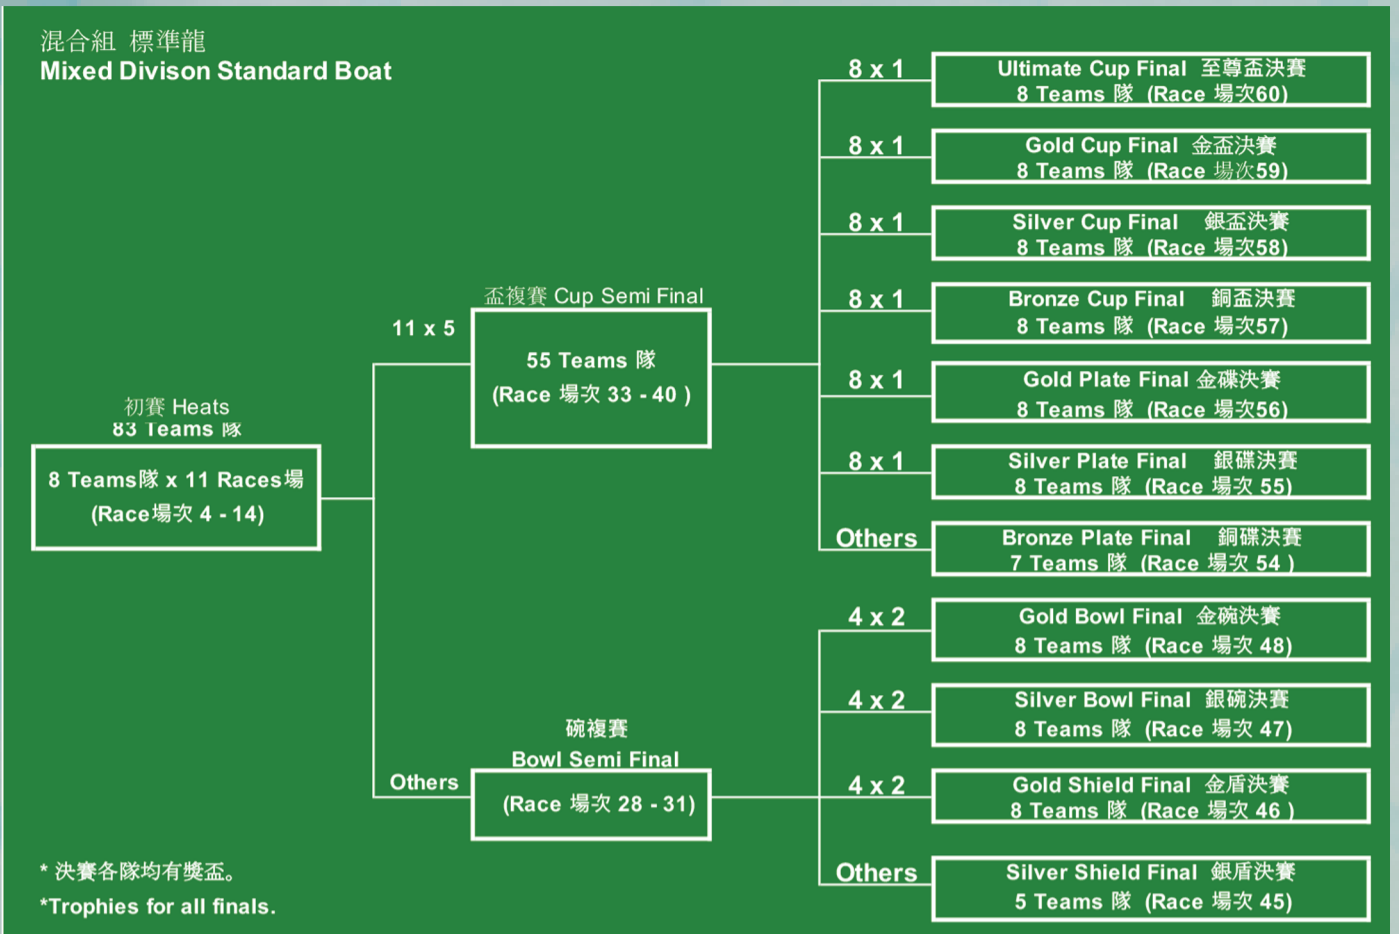 混合組 標準龍
Mixed Divison Standard Boat
初賽 Heats
83 Teams 隊
8 Teams隊 x 11 Races場
(Race場次 4 - 14)
11 x 5
盃複賽 Cup Semi Final
55 Teams 隊
(Race 場次 33 - 40 )
Others
碗複賽
Bowl Semi Final
(Race 場次 28 - 31)
8 x 1
Ultimate Cup Final 至尊盃決賽
8 Teams 隊 (Race 場次60)
8 x 1
Gold Cup Final 金盃決賽
8 Teams 隊 (Race 場次59)
8 x 1
Silver Cup Final 銀盃決賽
8 Teams 隊 (Race 場次58)
8 x 1
Bronze Cup Final 銅盃決賽
8 Teams 隊 (Race 場次57)
8 x 1
Gold Plate Final 金碟決賽
8 Teams 隊 (Race 場次56)
8 x 1
Silver Plate Final 銀碟決賽
8 Teams 隊 (Race 場次 55)
Others
Bronze Plate Final 銅碟決賽
7 Teams 隊 (Race 場次 54 )
4 x 2
Gold Bowl Final 金碗決賽
8 Teams 隊 (Race 場次 48)
4 x 2
Silver Bowl Final 銀碗決賽
8 Teams 隊 (Race 場次 47)
4 x 2
Gold Shield Final 金盾決賽
8 Teams 隊 (Race 場次 46 )
Others
Silver Shield Final 銀盾決賽
5 Teams 隊 (Race 場次 45)
* 決賽各隊均有獎盃。
*Trophies for all finals.